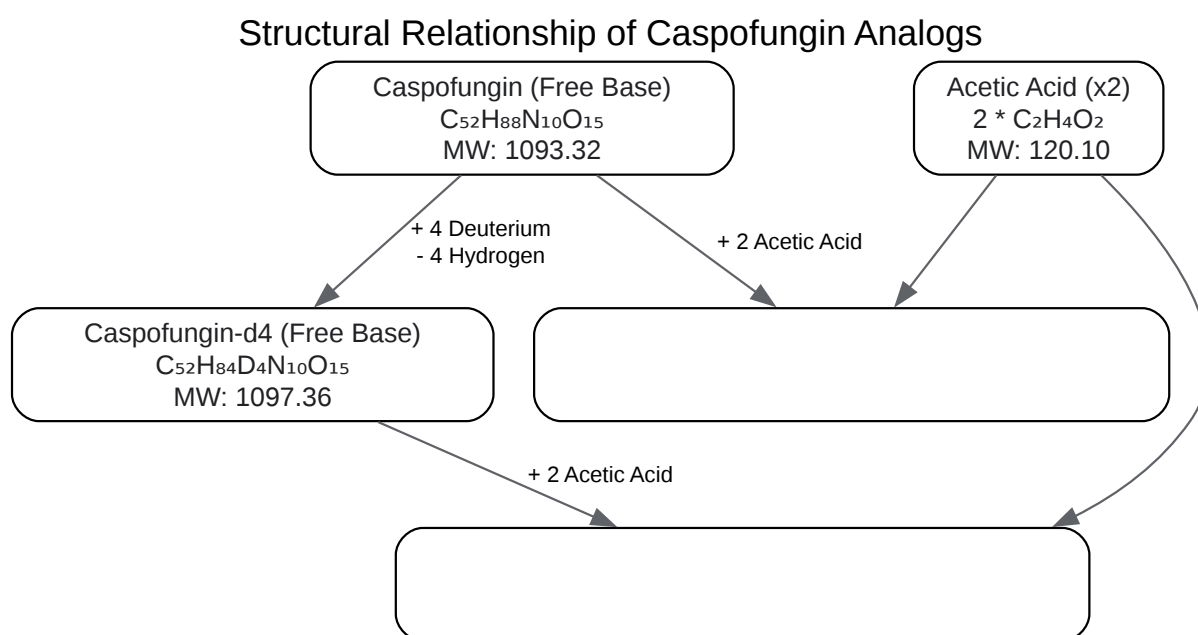 Structural Relationship of Caspofungin Analogs
Caspofungin (Free Base)
C₅₂H₈₈N₁₀O₁₅
MW: 1093.32
Acetic Acid (x2)
2 * C₂H₄O₂
MW: 120.10
+ 4 Deuterium
- 4 Hydrogen
+ 2 Acetic Acid
Caspofungin-d4 (Free Base)
C₅₂H₈₄D₄N₁₀O₁₅
MW: 1097.36
+ 2 Acetic Acid